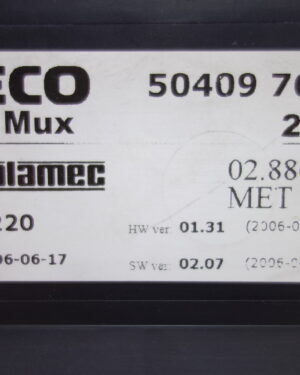 ECO 50409 76
Mux 2
olamec 02.886
MET
220 HW ver: 01.31 (2006-0
06-06-17 SW ver: 02.07 (2006-0